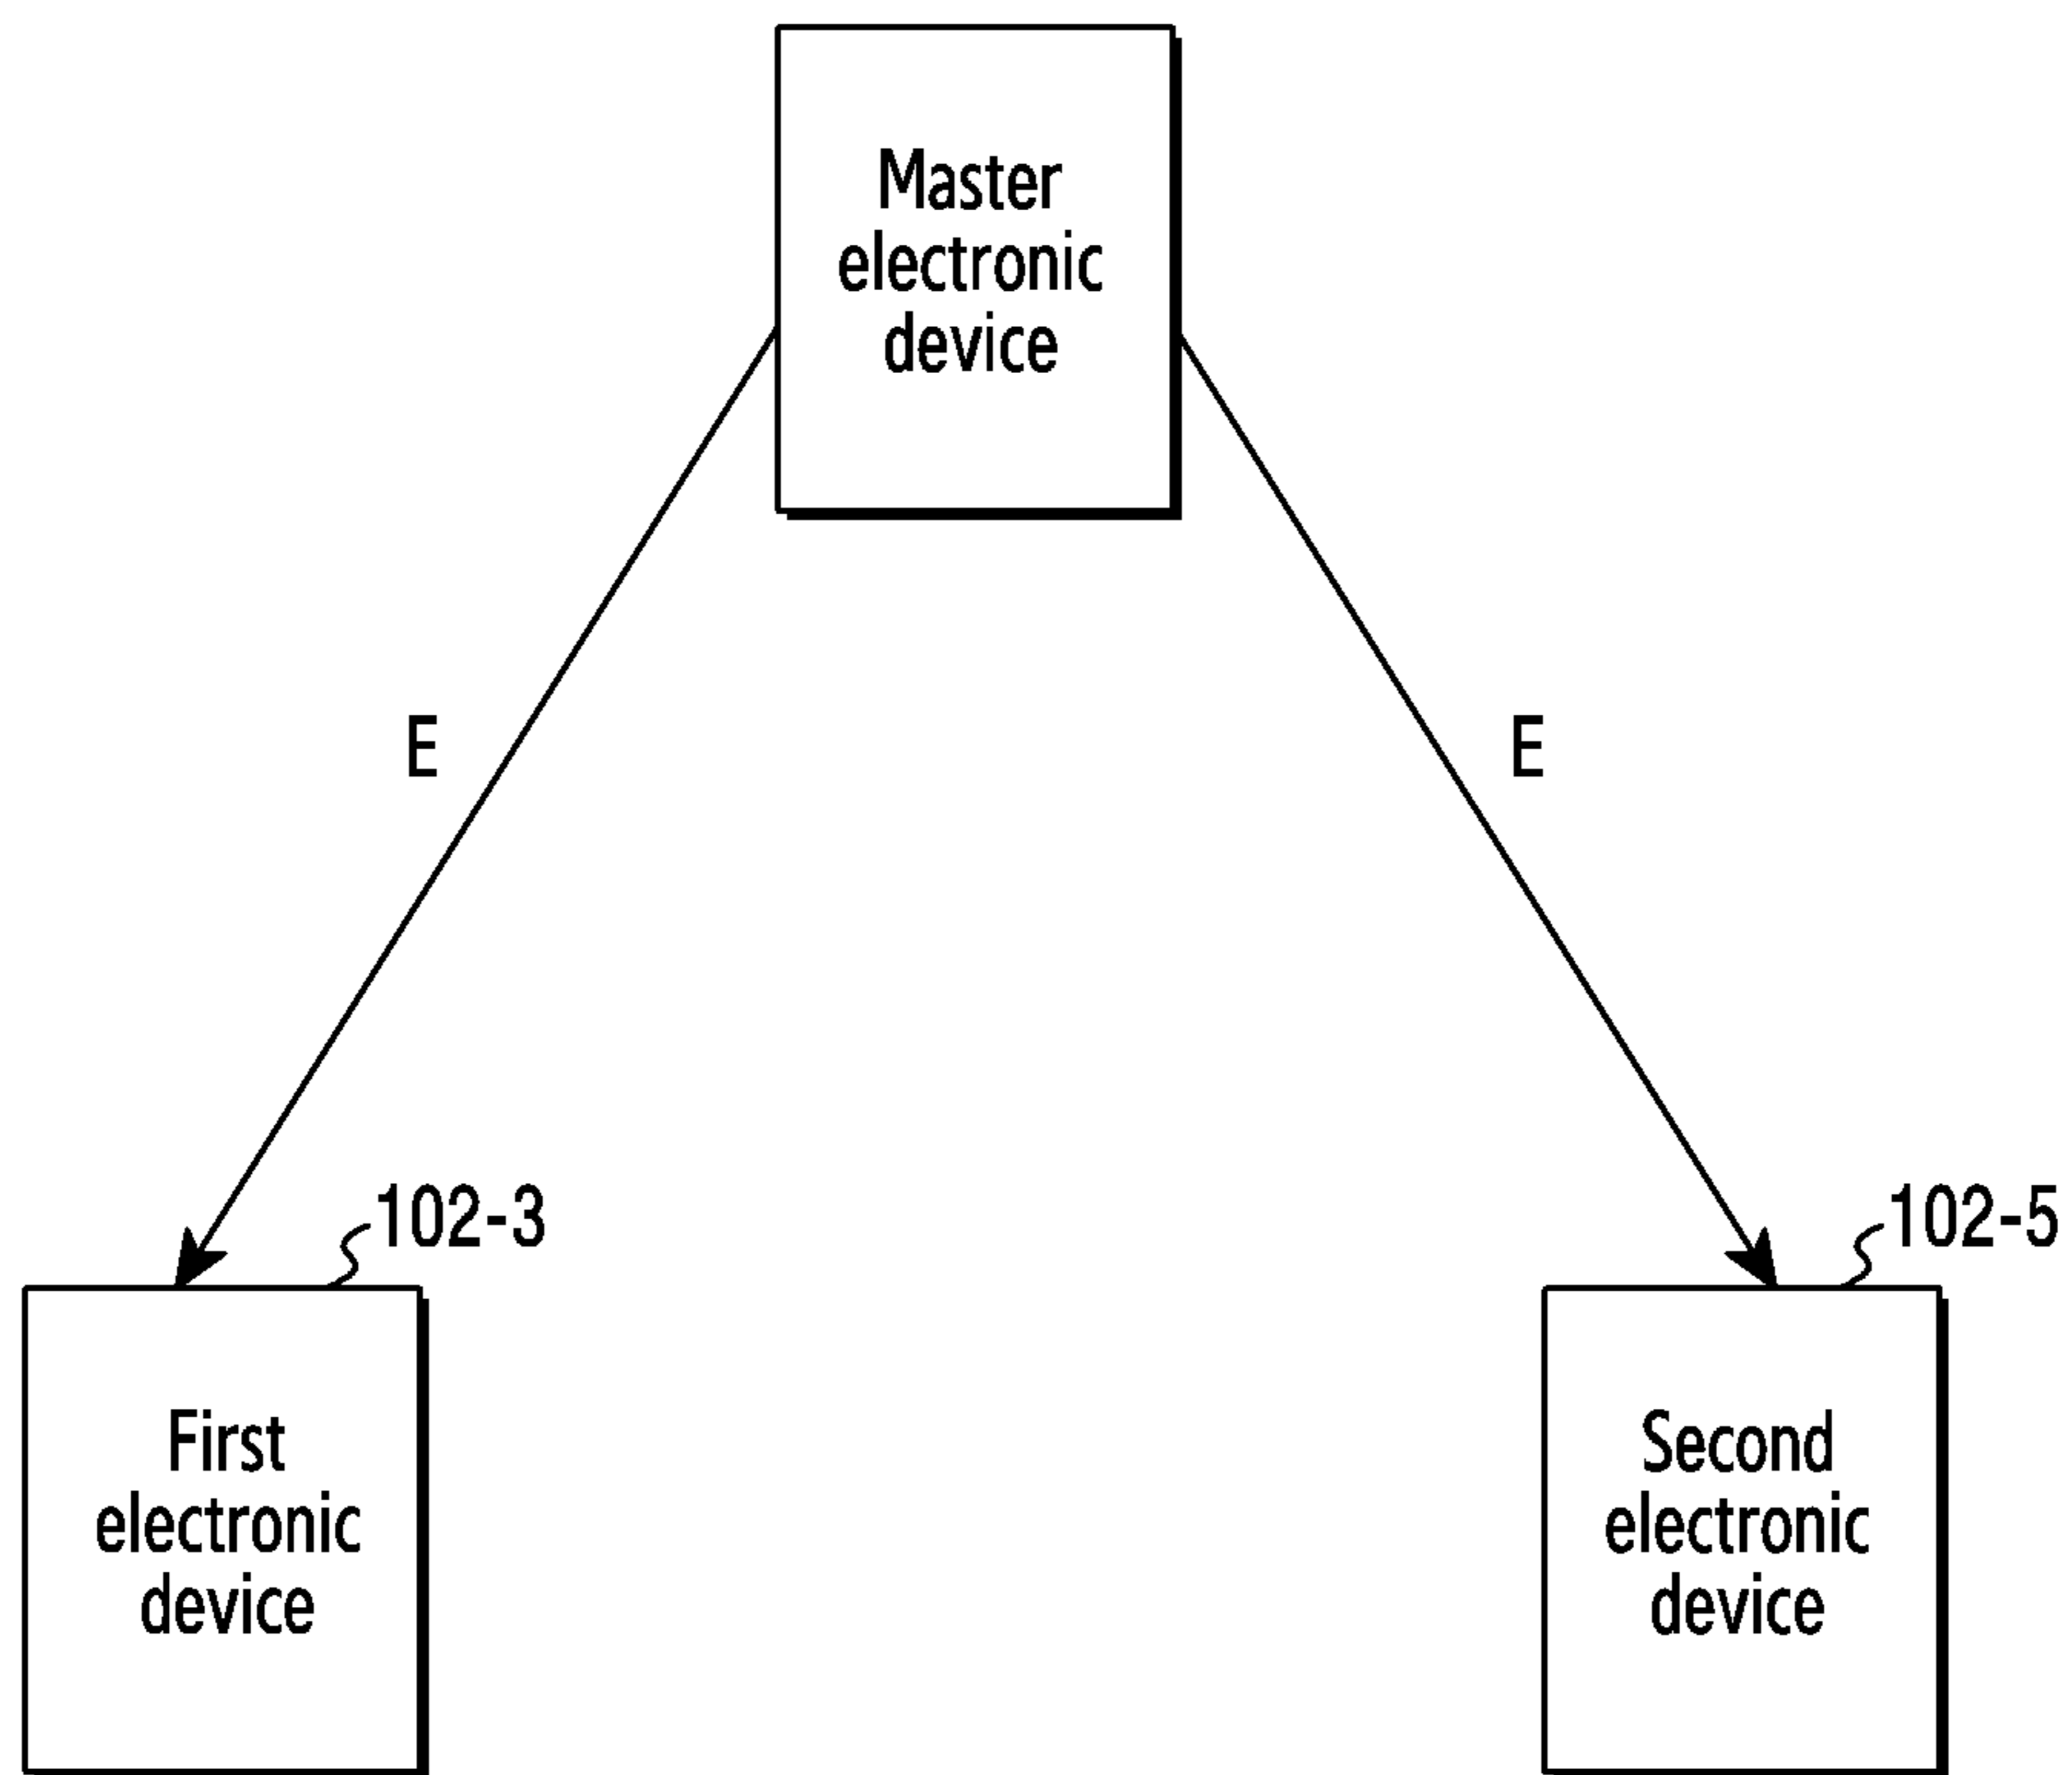 Master
electronic
device
E
E
102-3
102-5
First
electronic
device
Second
electronic
device